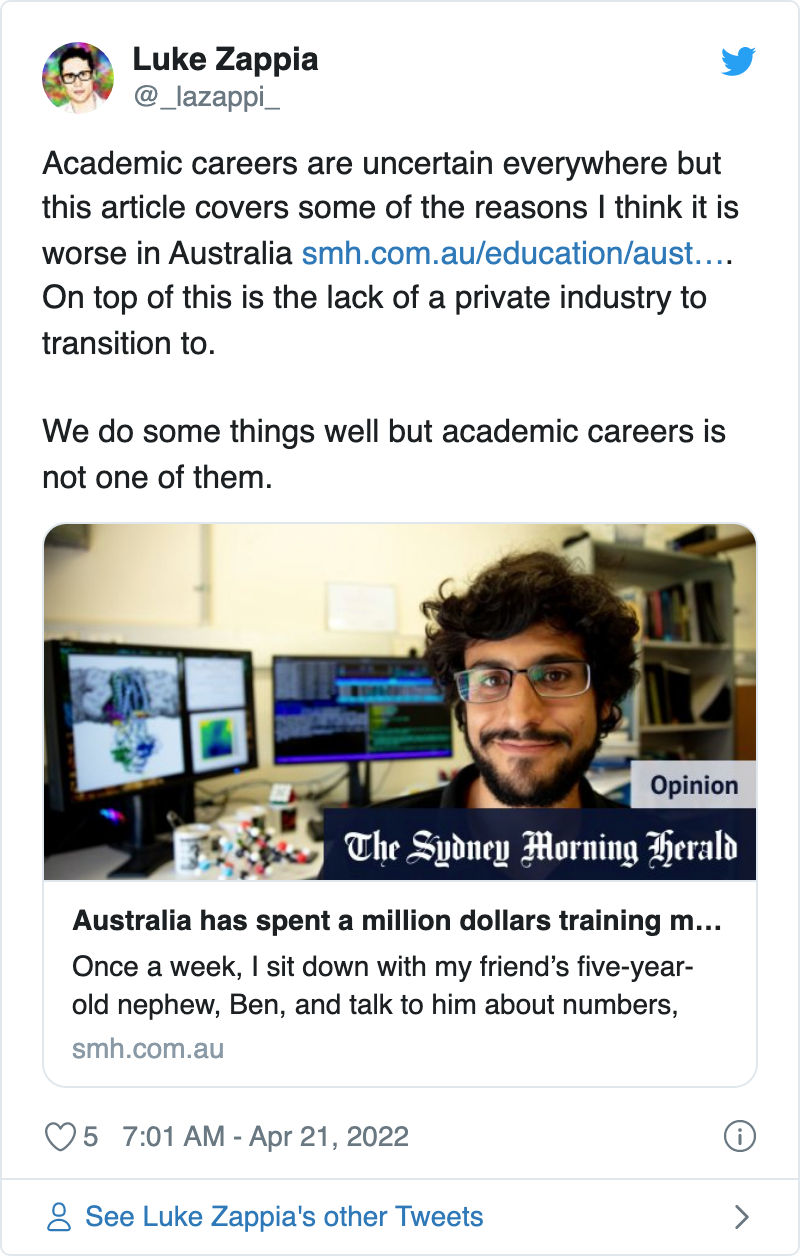 Luke Zappia
@_lazappi_
Academic careers are uncertain everywhere but
this article covers some of the reasons I think it is
worse in Australia smh.com.au/education/aust….
On top of this is the lack of a private industry to
transition to.
We do some things well but academic careers is
not one of them.
Opinion
The Sydney Morning Herald
Australia has spent a million dollars training m...
Once a week, I sit down with my friend’s five-year-
old nephew, Ben, and talk to him about numbers,
smh.com.au
5 7:01 AM - Apr 21, 2022
See Luke Zappia's other Tweets